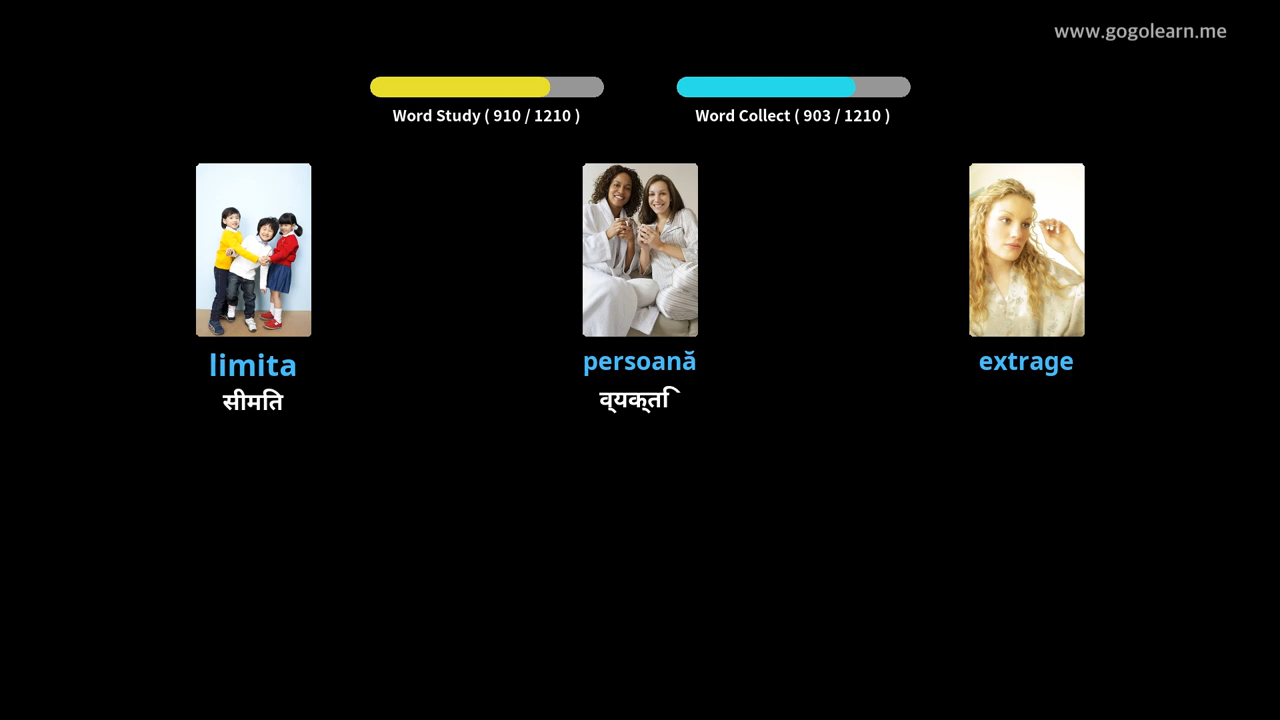 www.gogolearn.me
Word Study ( 910 / 1210 )
Word Collect ( 903 / 1210 )
limita
persoană
extrage
सीमति
व्यक्ति